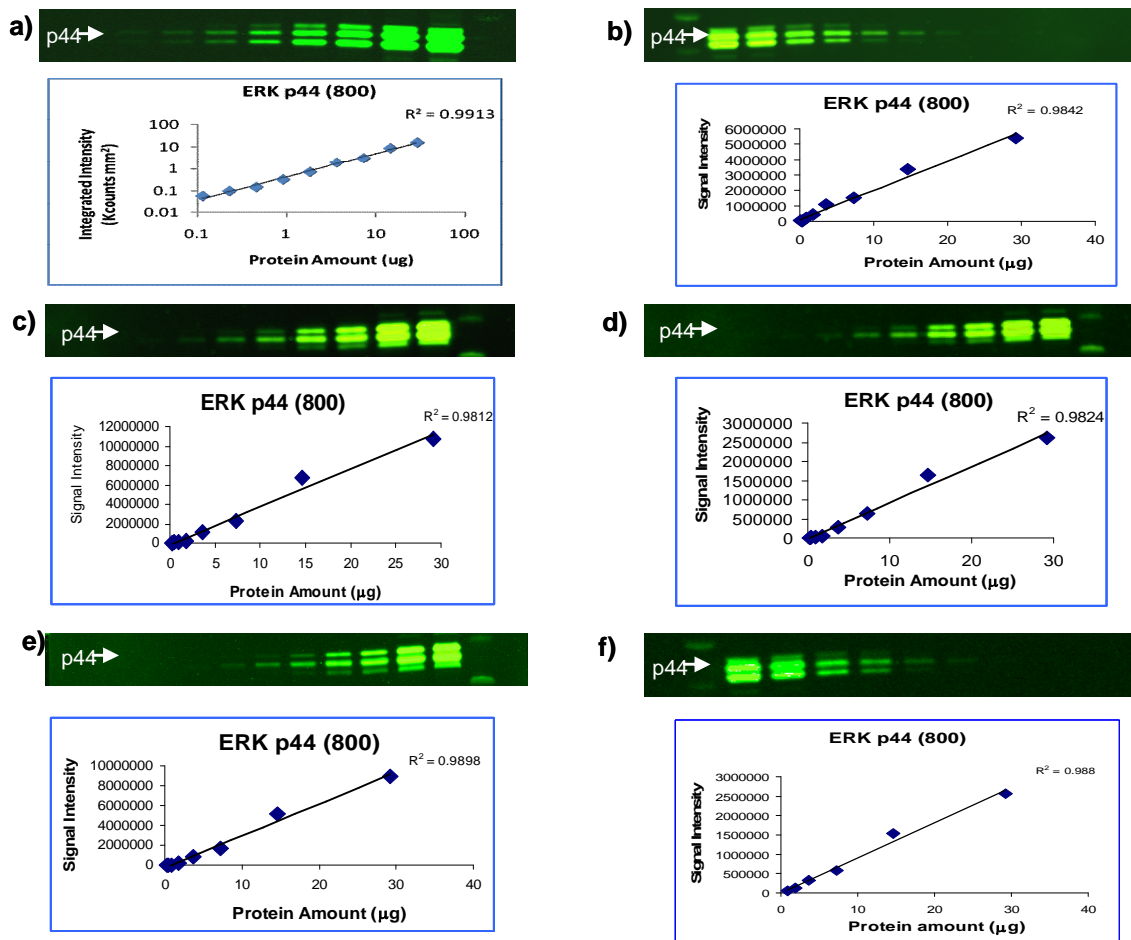 a)
p44
ERK p44 (800)
R² = 0.9913
Integrated Intensity
(Kcounts mm²)
100
10
1
0.1
0.01
0.1 1 10 100
Protein Amount (ug)
b)
p44
ERK p44 (800)
R² = 0.9842
Signal Intensity
6000000
5000000
4000000
3000000
2000000
1000000
0
0 10 20 30 40
Protein Amount (μg)
c)
p44
ERK p44 (800)
R² = 0.9812
Signal Intensity
12000000
10000000
8000000
6000000
4000000
2000000
0
0 5 10 15 20 25 30
Protein Amount (μg)
d)
p44
ERK p44 (800)
R² = 0.9824
Signal Intensity
3000000
2500000
2000000
1500000
1000000
500000
0
0 10 20 30
Protein Amount (μg)
e)
p44
ERK p44 (800)
R² = 0.9898
Signal Intensity
10000000
8000000
6000000
4000000
2000000
0
0 10 20 30 40
Protein Amount (μg)
f)
p44
ERK p44 (800)
R² = 0.988
Signal Intensity
3000000
2500000
2000000
1500000
1000000
500000
0
0 10 20 30 40
Protein amount (μg)